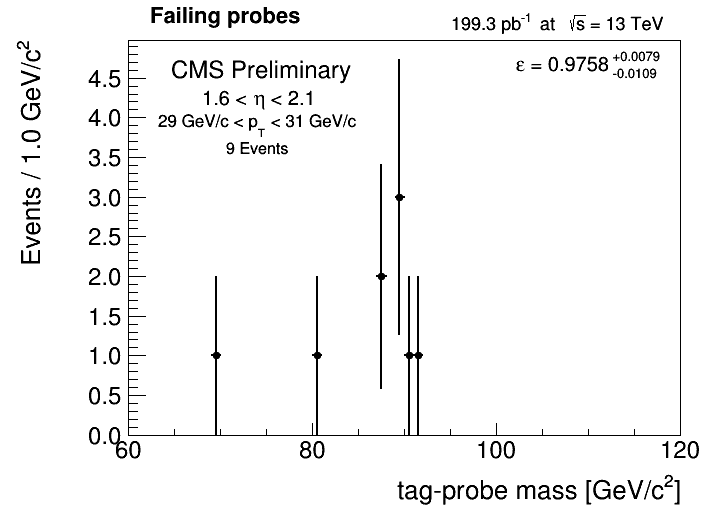 Failing probes
199.3 pb⁻¹ at √s = 13 TeV
CMS Preliminary
1.6 < η < 2.1
29 GeV/c < p_T < 31 GeV/c
9 Events
ε = 0.9758 +0.0079 -0.0109
Events / 1.0 GeV/c²
4.5
4.0
3.5
3.0
2.5
2.0
1.5
1.0
0.5
0.0
60 80 100 120
tag-probe mass [GeV/c²]